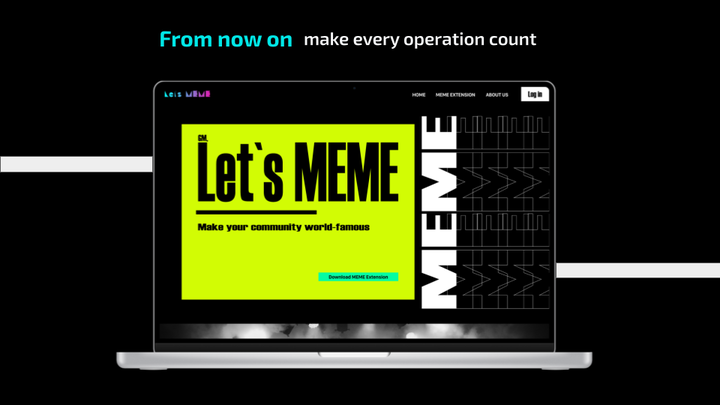 From now on make every operation count
Let's MEME
HOME MEME EXTENSION ABOUT US Log in
GM,
Let`s MEME
Make your community world-famous
Download MEME Extension
MEME
MEME